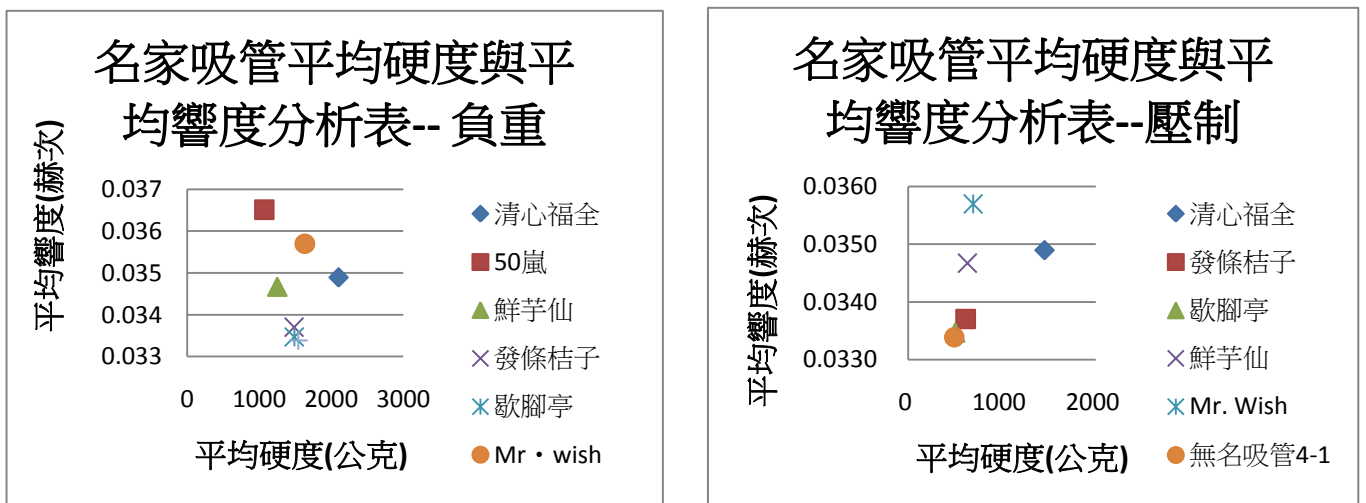 名家吸管平均硬度與平
均響度分析表-- 負重
平均響度(赫次)
0.037
0.035
0.033
0 1000 2000 3000
平均硬度(公克)
清心福全
50嵐
鮮芋仙
發條桔子
歇腳亭
Mr・wish
名家吸管平均硬度與平
均響度分析表--壓制
平均響度(赫次)
0.0360
0.0350
0.0340
0.0330
0 1000 2000
平均硬度(公克)
清心福全
發條桔子
歇腳亭
鮮芋仙
Mr. Wish
無名吸管4-1